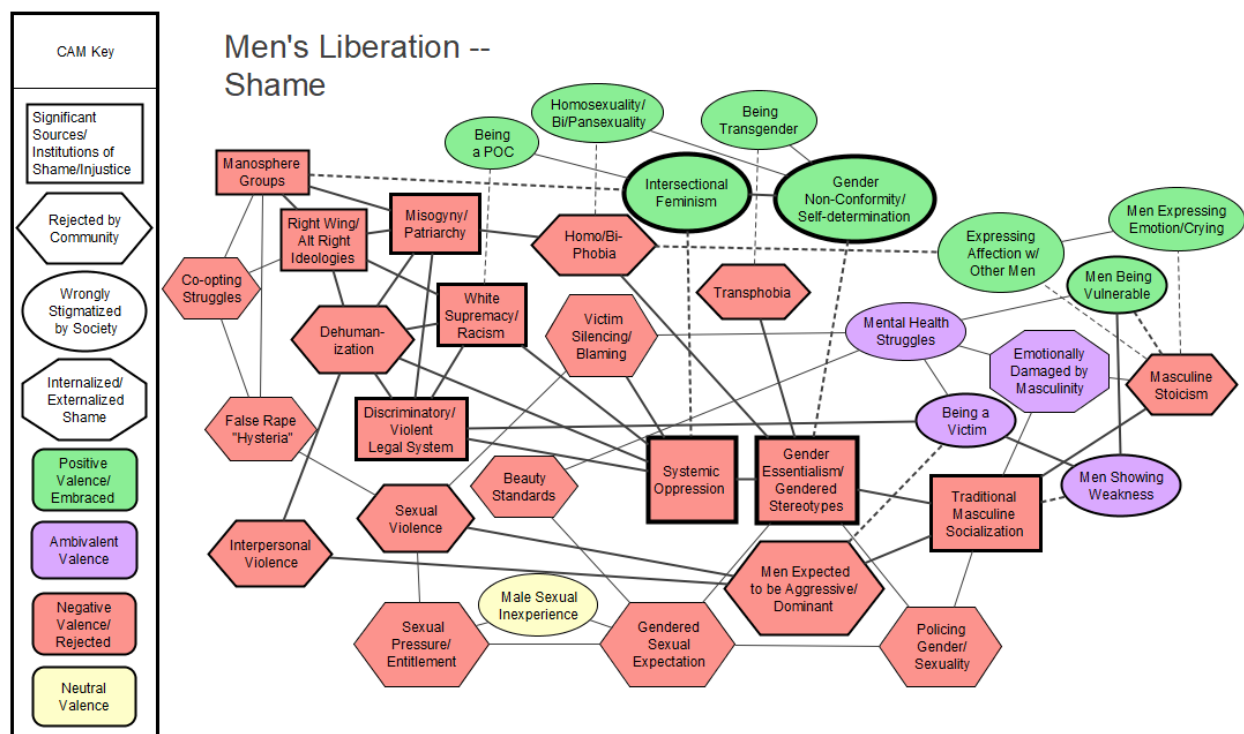 CAM Key
Significant
Sources/
Institutions of
Shame/Injustice
Rejected by
Community
Wrongly
Stigmatized
by Society
Internalized/
Externalized
Shame
Positive
Valence/
Embraced
Ambivalent
Valence
Negative
Valence/
Rejected
Neutral
Valence
Men's Liberation --
Shame
Homosexuality/
Bi/Pansexuality
Being
Transgender
Being
a POC
Manosphere
Groups
Intersectional
Feminism
Gender
Non-Conformity/
Self-determination
Men Expressing
Emotion/Crying
Right Wing/
Alt Right
Ideologies
Misogyny/
Patriarchy
Homo/Bi-
Phobia
Expressing
Affection w/
Other Men
Co-opting
Struggles
Transphobia
Men Being
Vulnerable
Dehuman-
ization
White
Supremacy/
Racism
Victim
Silencing/
Blaming
Mental Health
Struggles
Emotionally
Damaged by
Masculinity
Masculine
Stoicism
False Rape
"Hysteria"
Discriminatory/
Violent
Legal System
Being a
Victim
Beauty
Standards
Systemic
Oppression
Gender
Essentialism/
Gendered
Stereotypes
Men Showing
Weakness
Sexual
Violence
Traditional
Masculine
Socialization
Interpersonal
Violence
Men Expected
to be Aggressive/
Dominant
Male Sexual
Inexperience
Sexual
Pressure/
Entitlement
Gendered
Sexual
Expectation
Policing
Gender/
Sexuality